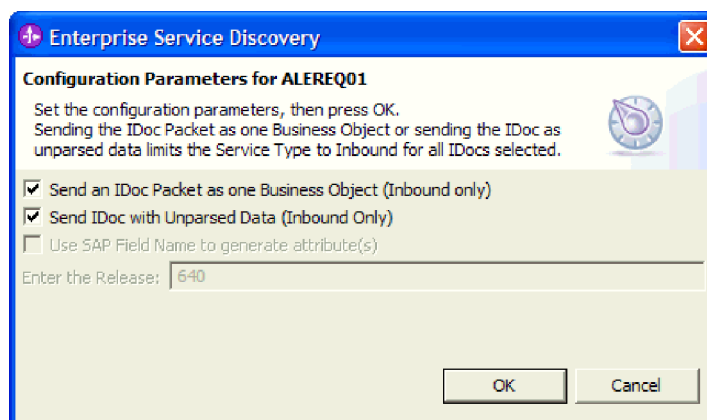 Enterprise Service Discovery
Configuration Parameters for ALEREQ01
Set the configuration parameters, then press OK.
Sending the IDoc Packet as one Business Object or sending the IDoc as
unparsed data limits the Service Type to Inbound for all IDocs selected.
Send an IDoc Packet as one Business Object (Inbound only)
Send IDoc with Unparsed Data (Inbound Only)
Use SAP Field Name to generate attribute(s)
Enter the Release: 640
OK Cancel